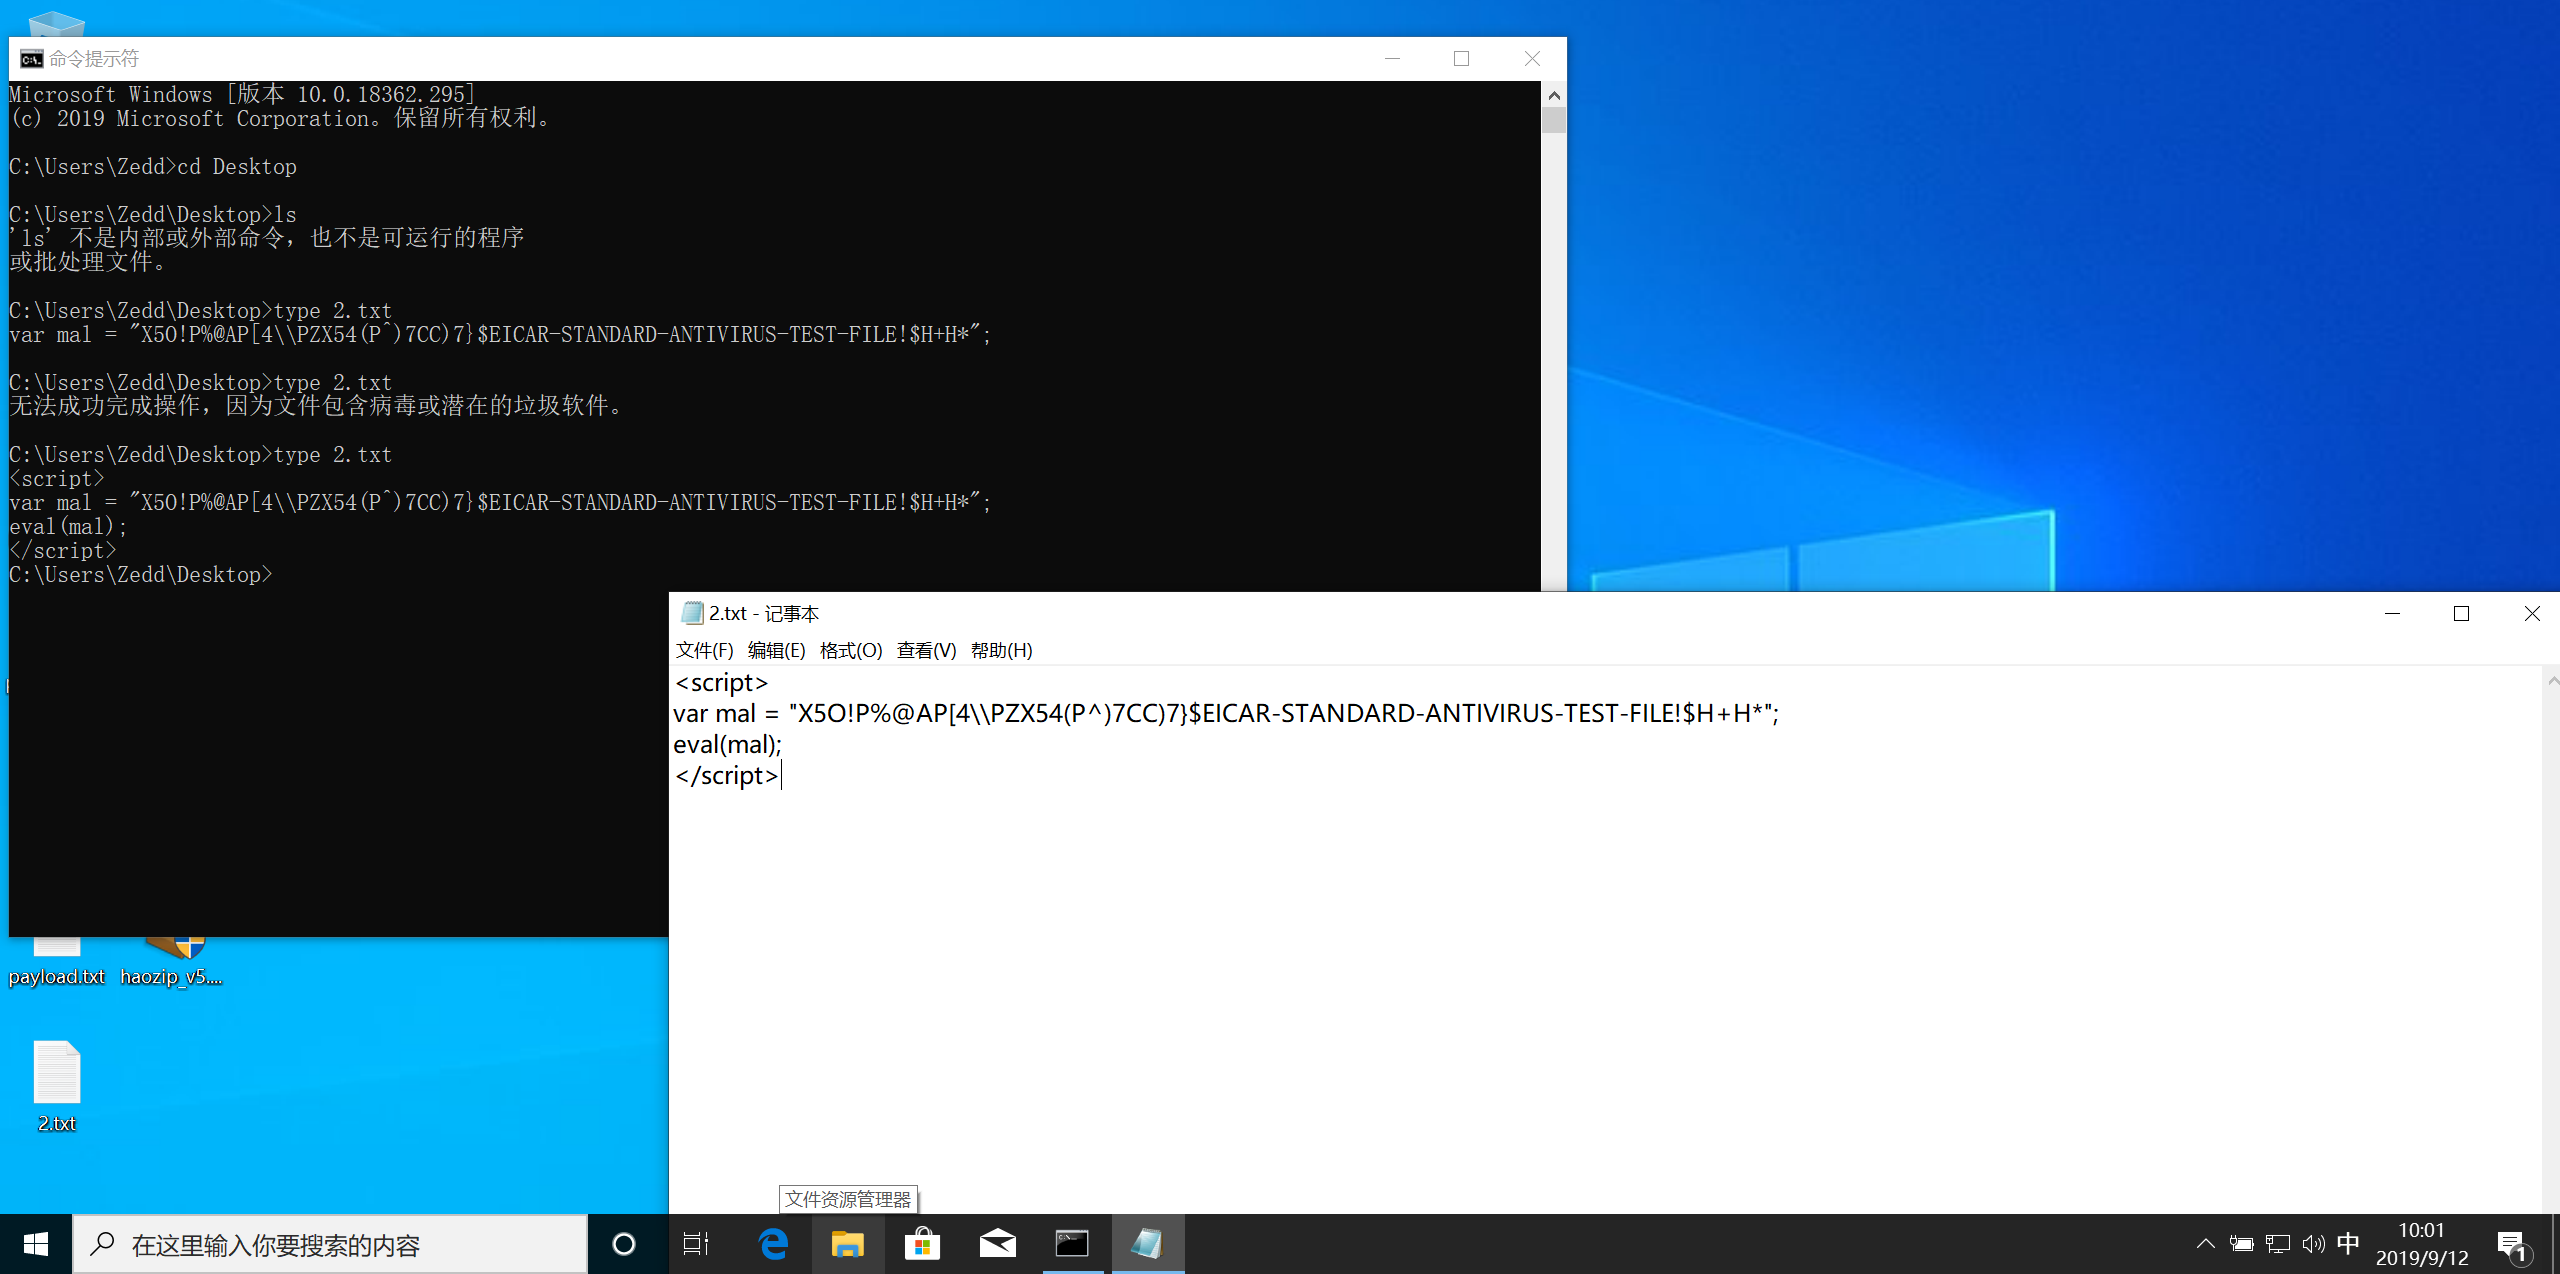 命令提示符
Microsoft Windows [版本 10.0.18362.295]
(c) 2019 Microsoft Corporation。保留所有权利。
C:\Users\Zedd>cd Desktop
C:\Users\Zedd\Desktop>ls
'ls' 不是内部或外部命令，也不是可运行的程序
或批处理文件。
C:\Users\Zedd\Desktop>type 2.txt
var mal = "X5O!P%@AP[4\\PZX54(P^)7CC)7}$EICAR-STANDARD-ANTIVIRUS-TEST-FILE!$H+H*";
C:\Users\Zedd\Desktop>type 2.txt
无法成功完成操作，因为文件包含病毒或潜在的垃圾软件。
C:\Users\Zedd\Desktop>type 2.txt
<script>
var mal = "X5O!P%@AP[4\\PZX54(P^)7CC)7}$EICAR-STANDARD-ANTIVIRUS-TEST-FILE!$H+H*";
eval(mal);
</script>
C:\Users\Zedd\Desktop>
2.txt - 记事本
文件(F) 编辑(E) 格式(O) 查看(V) 帮助(H)
<script>
var mal = "X5O!P%@AP[4\\PZX54(P^)7CC)7}$EICAR-STANDARD-ANTIVIRUS-TEST-FILE!$H+H*";
eval(mal);
</script>
payload.txt haozip_v5....
2.txt
文件资源管理器
在这里输入你要搜索的内容
中
10:01
2019/9/12
1